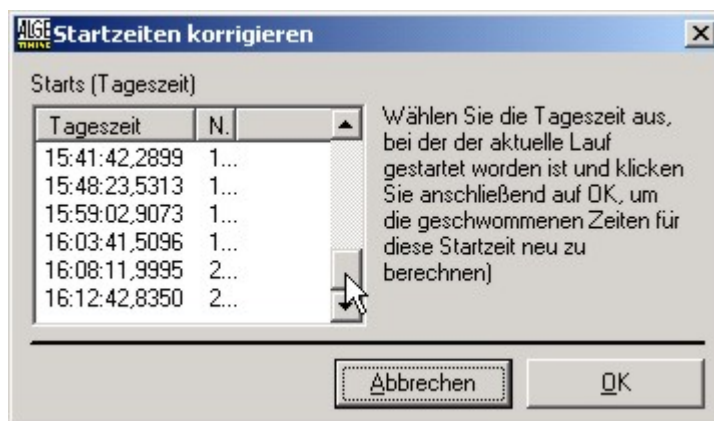 ALGE TIMING Startzeiten korrigieren
Starts (Tageszeit)
Tageszeit N.
15:41:42,2899 1...
15:48:23,5313 1...
15:59:02,9073 1...
16:03:41,5096 1...
16:08:11,9995 2...
16:12:42,8350 2...
Wählen Sie die Tageszeit aus,
bei der der aktuelle Lauf
gestartet worden ist und klicken
Sie anschließend auf OK, um
die geschwommenen Zeiten für
diese Startzeit neu zu
berechnen)
Abbrechen OK